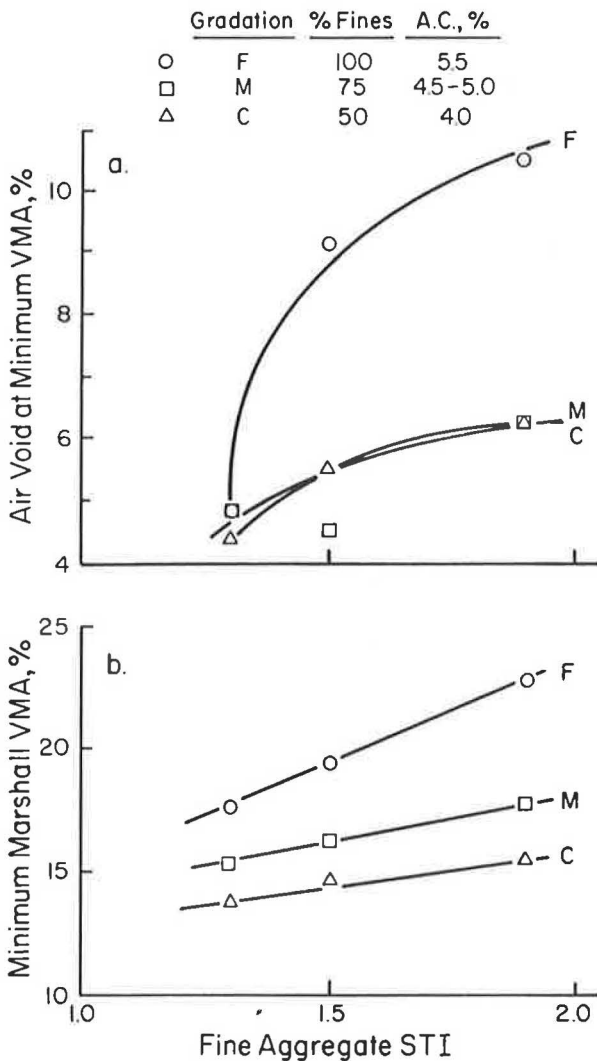 Gradation % Fines A.C., %
F 100 5.5
M 75 4.5-5.0
C 50 4.0
a.
F
10
8
6
4
M
C
Air Void at Minimum VMA, %
b.
25
20
15
10
F
M
C
Minimum Marshall VMA, %
1.0 1.5 2.0
Fine Aggregate STI